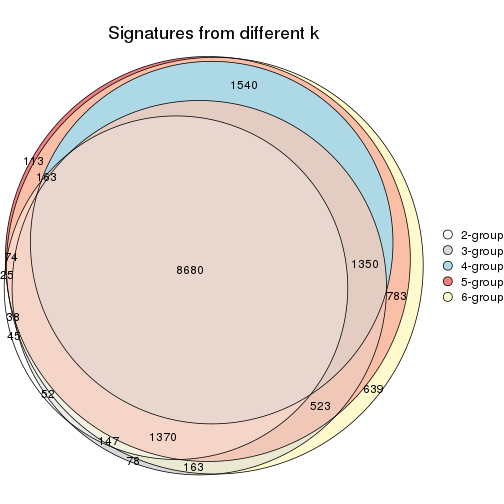 Signatures from different k
1540
113
163
8680
1350
74
25
783
38
45
52
639
523
147
1370
78
163
2-group
3-group
4-group
5-group
6-group